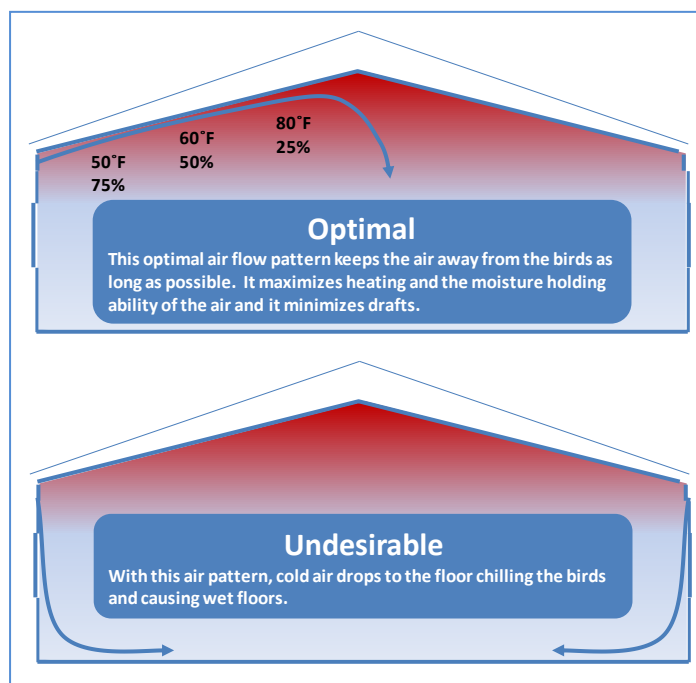 80˚F
25%
60˚F
50%
50˚F
75%
Optimal
This optimal air flow pattern keeps the air away from the birds as
long as possible. It maximizes heating and the moisture holding
ability of the air and it minimizes drafts.
Undesirable
With this air pattern, cold air drops to the floor chilling the birds
and causing wet floors.